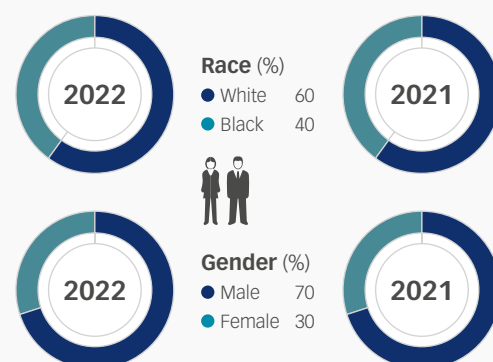 2022
Race (%)
White 60
Black 40
2021
2022
Gender (%)
Male 70
Female 30
2021